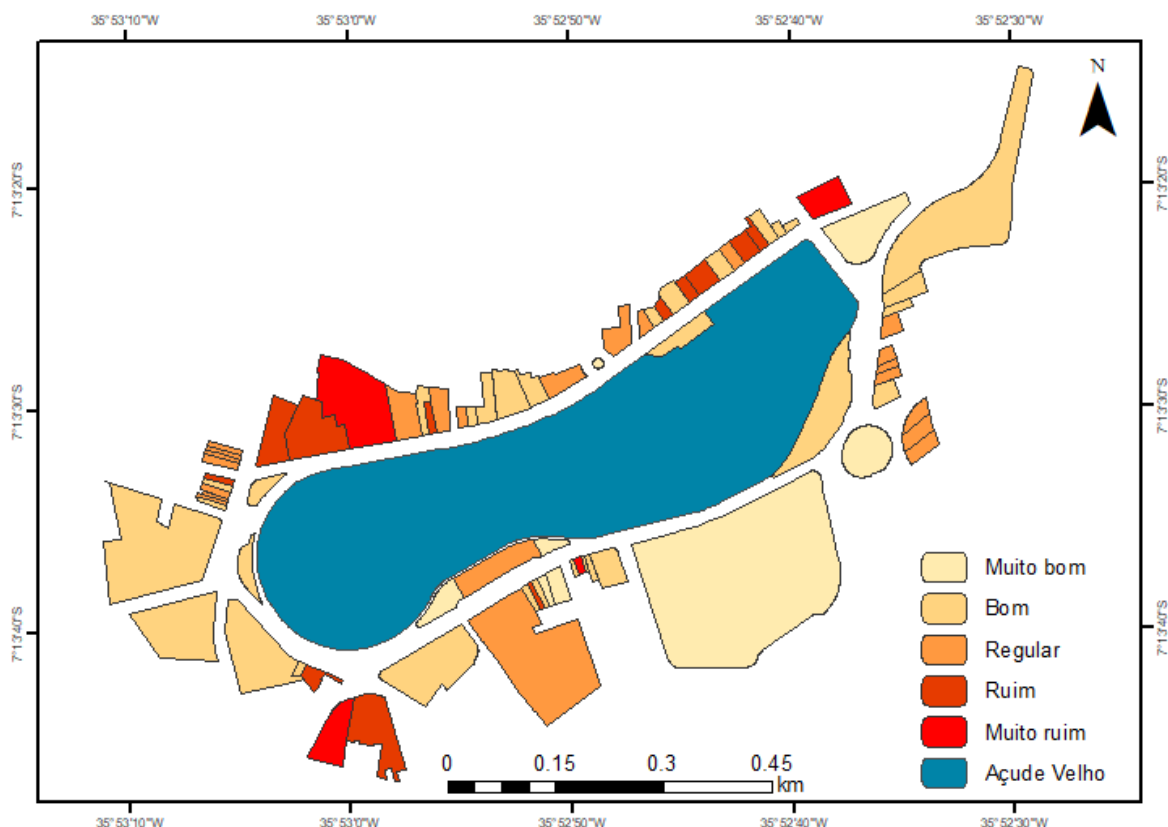 35°53'10"W 35°53'0"W 35°52'50"W 35°52'40"W 35°52'30"W
N
7°13'20"S 7°13'20"S
7°13'30"S 7°13'30"S
7°13'40"S 7°13'40"S
Muito bom
Bom
Regular
Ruim
Muito ruim
Açude Velho
0 0.15 0.3 0.45
km
35°53'10"W 35°53'0"W 35°52'50"W 35°52'40"W 35°52'30"W